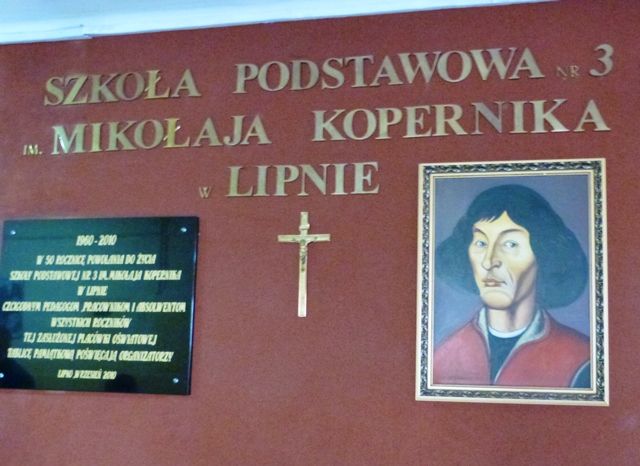 SZKOŁA PODSTAWOWA NR 3
IM. MIKOŁAJA KOPERNIKA
W LIPNIE
1960-2010
W 50 ROCZNICĘ POWOŁANIA DO ŻYCIA
SZKOŁY PODSTAWOWEJ NR 3 IM. MIKOŁAJA KOPERNIKA
W LIPNIE
CZCIGODNYM PEDAGOGOM, PRACOWNIKOM I ABSOLWENTOM
WSZYSTKICH ROCZNIKÓW
TEJ ZASŁUŻONEJ PLACÓWKI OŚWIATOWEJ
TABLICĘ PAMIĄTKOWĄ POŚWIĘCAJĄ ORGANIZATORZY
LIPNO, WRZESIEŃ 2010